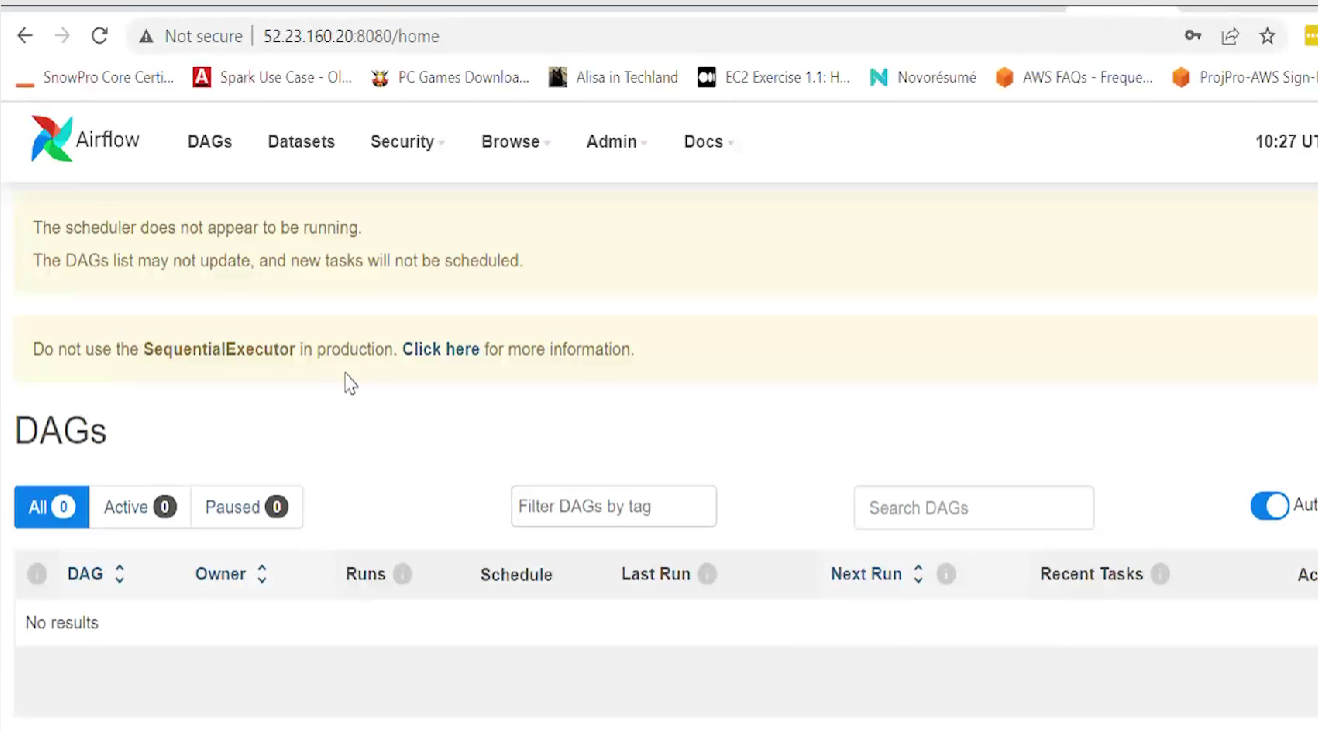 Not secure | 52.23.160.20:8080/home
SnowPro Core Certi... Spark Use Case - Ol... PC Games Downloa... Alisa in Techland EC2 Exercise 1.1: H... Novorésumé AWS FAQs - Freque... ProjPro-AWS Sign-
Airflow DAGs Datasets Security Browse Admin Docs 10:27 UT
The scheduler does not appear to be running.
The DAGs list may not update, and new tasks will not be scheduled.
Do not use the SequentialExecutor in production. Click here for more information.
DAGs
All 0 Active 0 Paused 0 Filter DAGs by tag Search DAGs Aut
DAG Owner Runs Schedule Last Run Next Run Recent Tasks Ac
No results